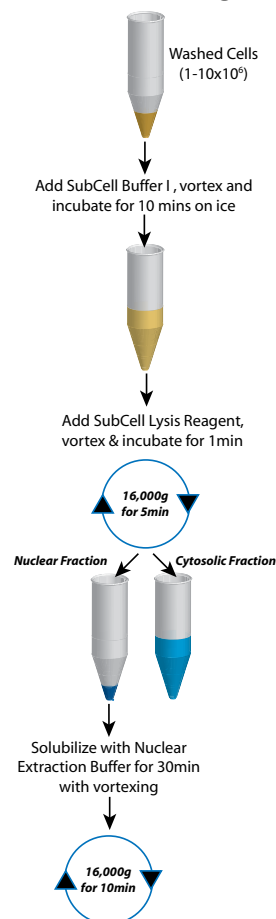 Washed Cells
(1-10x10⁶)
Add SubCell Buffer I , vortex and
incubate for 10 mins on ice
Add SubCell Lysis Reagent,
vortex & incubate for 1min
16,000g
for 5min
Nuclear Fraction
Cytosolic Fraction
Solubilize with Nuclear
Extraction Buffer for 30min
with vortexing
16,000g
for 10min